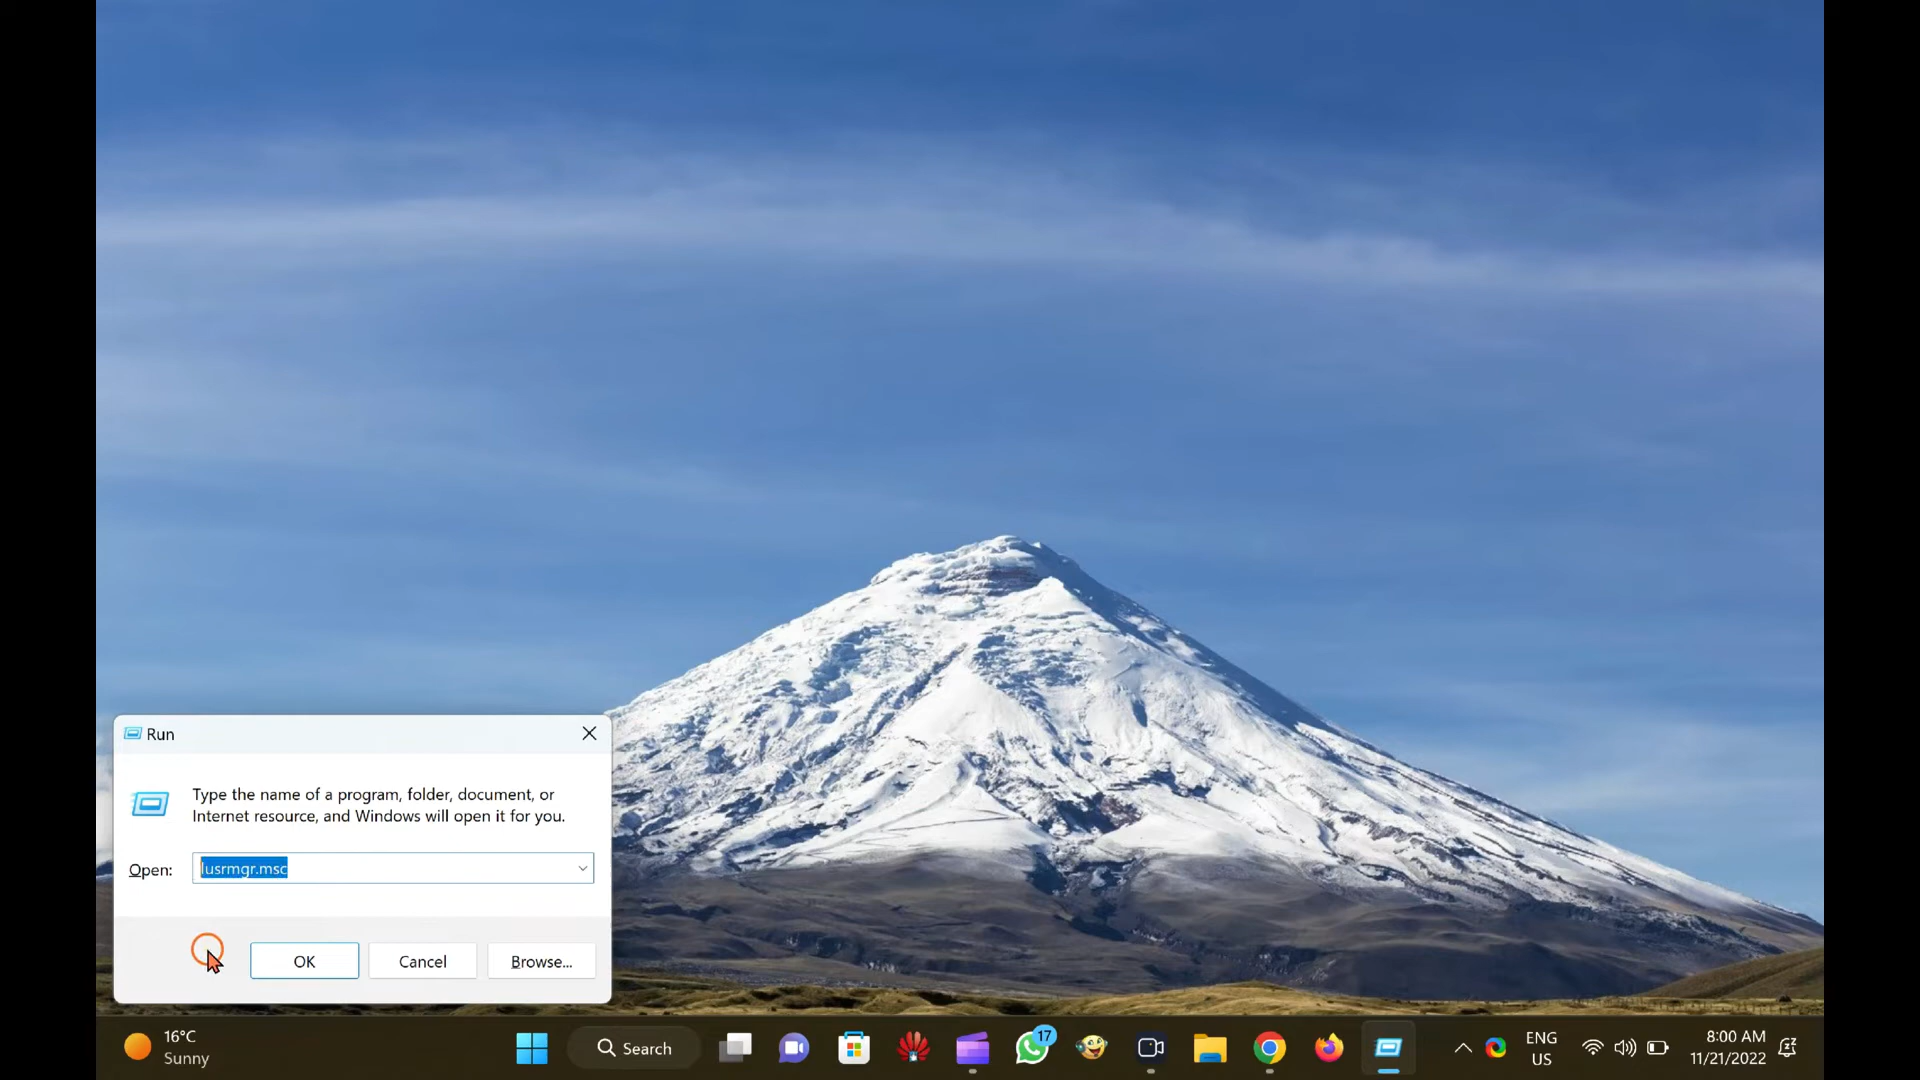 Run
Type the name of a program, folder, document, or
Internet resource, and Windows will open it for you.
Open:
lusrmgr.msc
OK
Cancel
Browse...
16°C
Sunny
Search
17
ENG
US
8:00 AM
11/21/2022